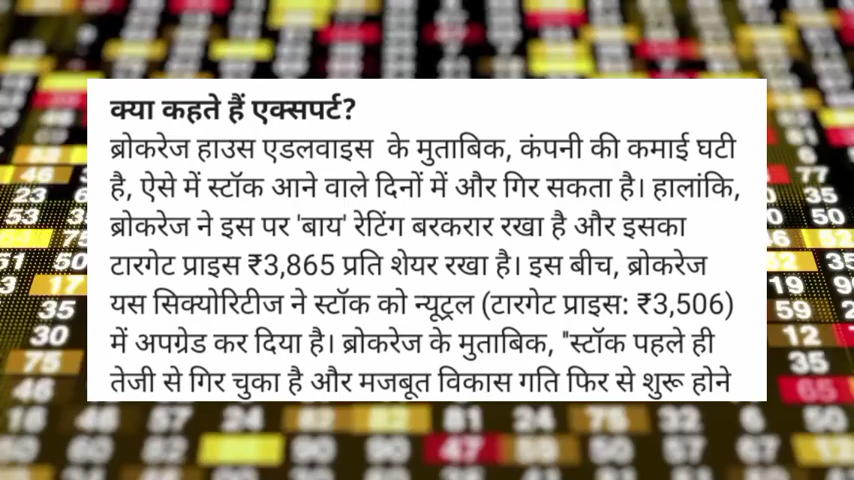 क्या कहते हैं एक्सपर्ट?
ब्रोकरेज हाउस एडलवाइस के मुताबिक, कंपनी की कमाई घटी
है, ऐसे में स्टॉक आने वाले दिनों में और गिर सकता है। हालांकि,
ब्रोकरेज ने इस पर 'बाय' रेटिंग बरकरार रखा है और इसका
टारगेट प्राइस ₹3,865 प्रति शेयर रखा है। इस बीच, ब्रोकरेज
यस सिक्योरिटीज ने स्टॉक को न्यूट्रल (टारगेट प्राइस: ₹3,506)
में अपग्रेड कर दिया है। ब्रोकरेज के मुताबिक, "स्टॉक पहले ही
तेजी से गिर चुका है और मजबूत विकास गति फिर से शुरू होने